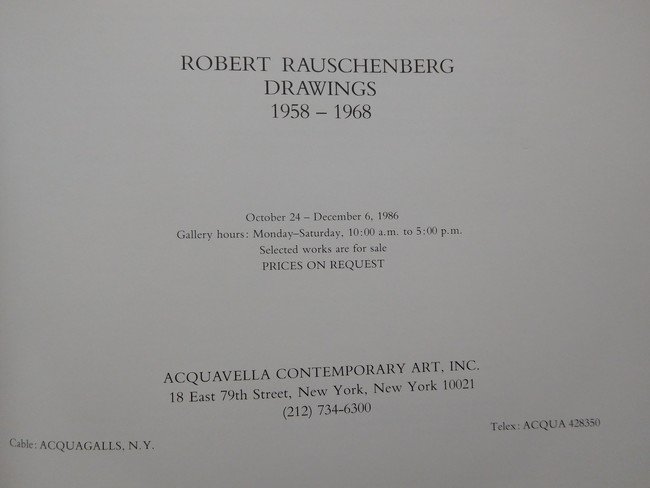 ROBERT RAUSCHENBERG
DRAWINGS
1958 – 1968
October 24 – December 6, 1986
Gallery hours: Monday–Saturday, 10:00 a.m. to 5:00 p.m.
Selected works are for sale
PRICES ON REQUEST
ACQUAVELLA CONTEMPORARY ART, INC.
18 East 79th Street, New York, New York 10021
(212) 734-6300
Cable: ACQUAGALLS, N.Y.
Telex: ACQUA 428350